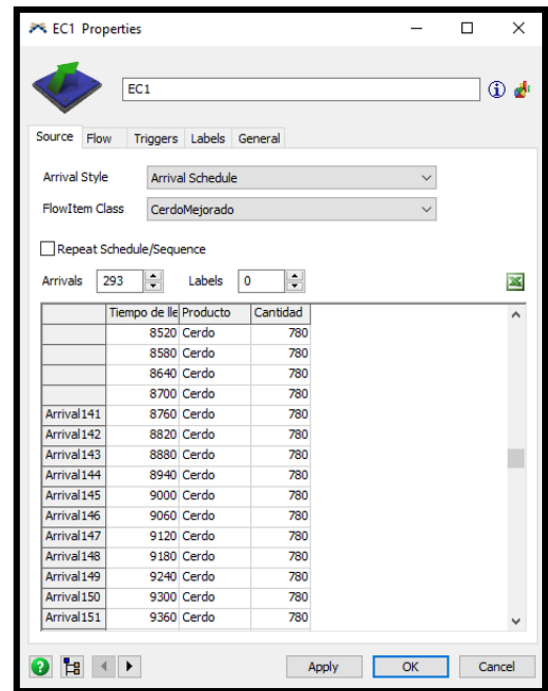 EC1 Properties
EC1
Source Flow Triggers Labels General
Arrival Style Arrival Schedule
FlowItem Class CerdoMejorado
Repeat Schedule/Sequence
Arrivals 293 Labels 0
Tiempo de lle Producto Cantidad
8520 Cerdo 780
8580 Cerdo 780
8640 Cerdo 780
8700 Cerdo 780
Arrival141 8760 Cerdo 780
Arrival142 8820 Cerdo 780
Arrival143 8880 Cerdo 780
Arrival144 8940 Cerdo 780
Arrival145 9000 Cerdo 780
Arrival146 9060 Cerdo 780
Arrival147 9120 Cerdo 780
Arrival148 9180 Cerdo 780
Arrival149 9240 Cerdo 780
Arrival150 9300 Cerdo 780
Arrival151 9360 Cerdo 780
Apply OK Cancel